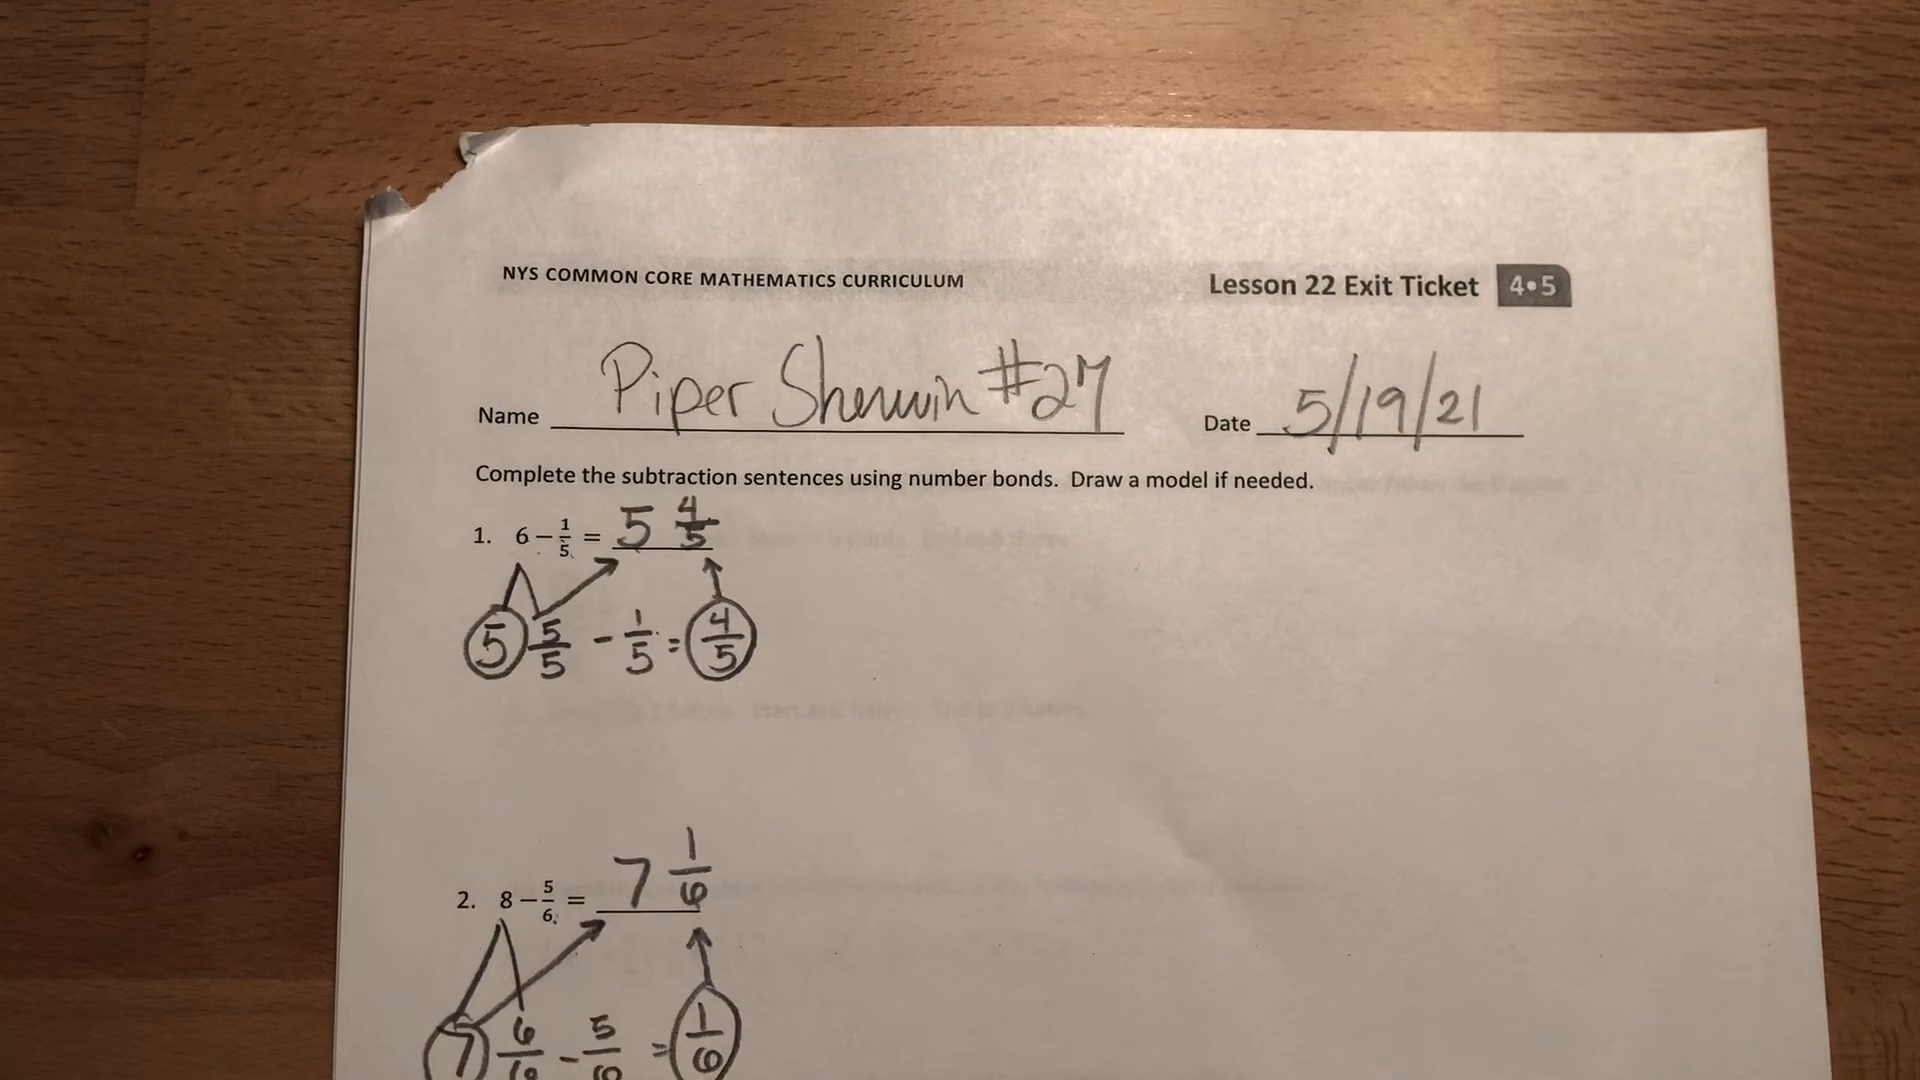 NYS COMMON CORE MATHEMATICS CURRICULUM
Lesson 22 Exit Ticket 4•5
Name Piper Sherwin #27
Date 5/19/21
Complete the subtraction sentences using number bonds. Draw a model if needed.
1. 6 − 1/5 = 5 4/5
5 5/5 - 1/5 = 4/5
2. 8 − 5/6 = 7 1/6
7 6/6 - 5/6 = 1/6